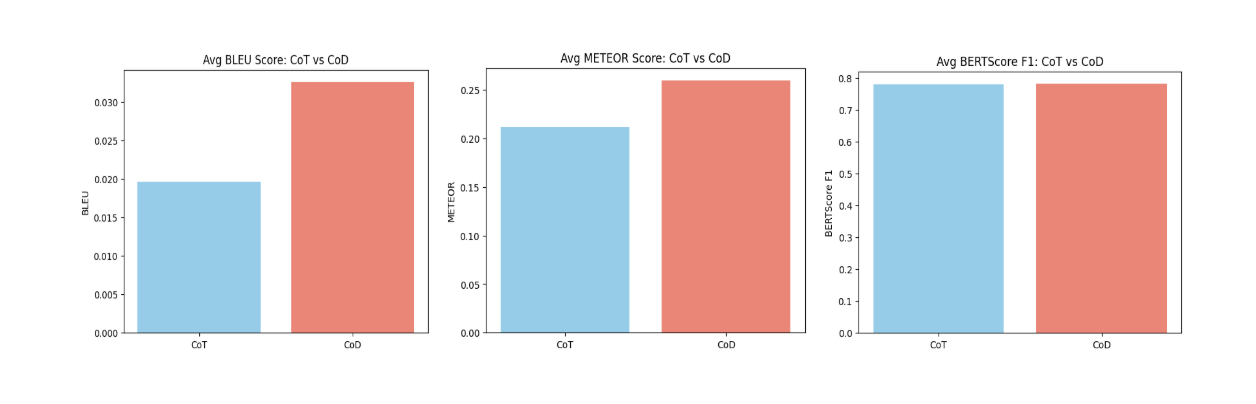 Avg BLEU Score: CoT vs CoD
BLEU
0.030
0.025
0.020
0.015
0.010
0.005
0.000
CoT
CoD
Avg METEOR Score: CoT vs CoD
METEOR
0.25
0.20
0.15
0.10
0.05
0.00
CoT
CoD
Avg BERTScore F1: CoT vs CoD
BERTScore F1
0.8
0.7
0.6
0.5
0.4
0.3
0.2
0.1
0.0
CoT
CoD